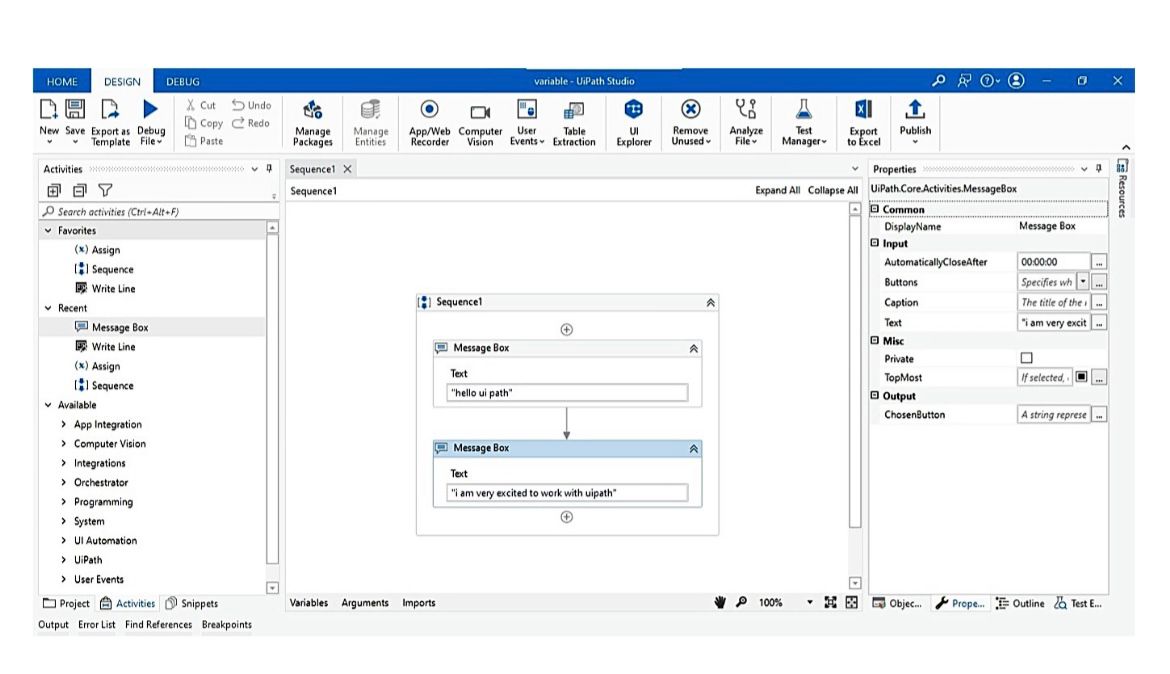 HOME DESIGN DEBUG variable - UiPath Studio
New Save Export as Template Debug File Cut Copy Paste Undo Redo Manage Packages Manage Entities App/Web Recorder Computer Vision User Events Table Extraction UI Explorer Remove Unused Analyze File Test Manager Export to Excel Publish
Activities
Search activities (Ctrl+Alt+F)
Favorites
Assign
Sequence
Write Line
Recent
Message Box
Write Line
Assign
Sequence
Available
App Integration
Computer Vision
Integrations
Orchestrator
Programming
System
UI Automation
UiPath
User Events
Project Activities Snippets
Sequence1
Sequence1 Expand All Collapse All
Sequence1
Message Box
Text
"hello ui path"
Message Box
Text
"i am very excited to work with uipath"
Variables Arguments Imports 100%
Properties
UiPath.Core.Activities.MessageBox
Common
DisplayName Message Box
Input
AutomaticallyCloseAfter 00:00:00 ...
Buttons Specifies wh ...
Caption The title of the ...
Text "i am very excit ...
Misc
Private
TopMost If selected, ...
Output
ChosenButton A string represe ...
Objec... Prope... Outline Test E...
Resources
Output Error List Find References Breakpoints